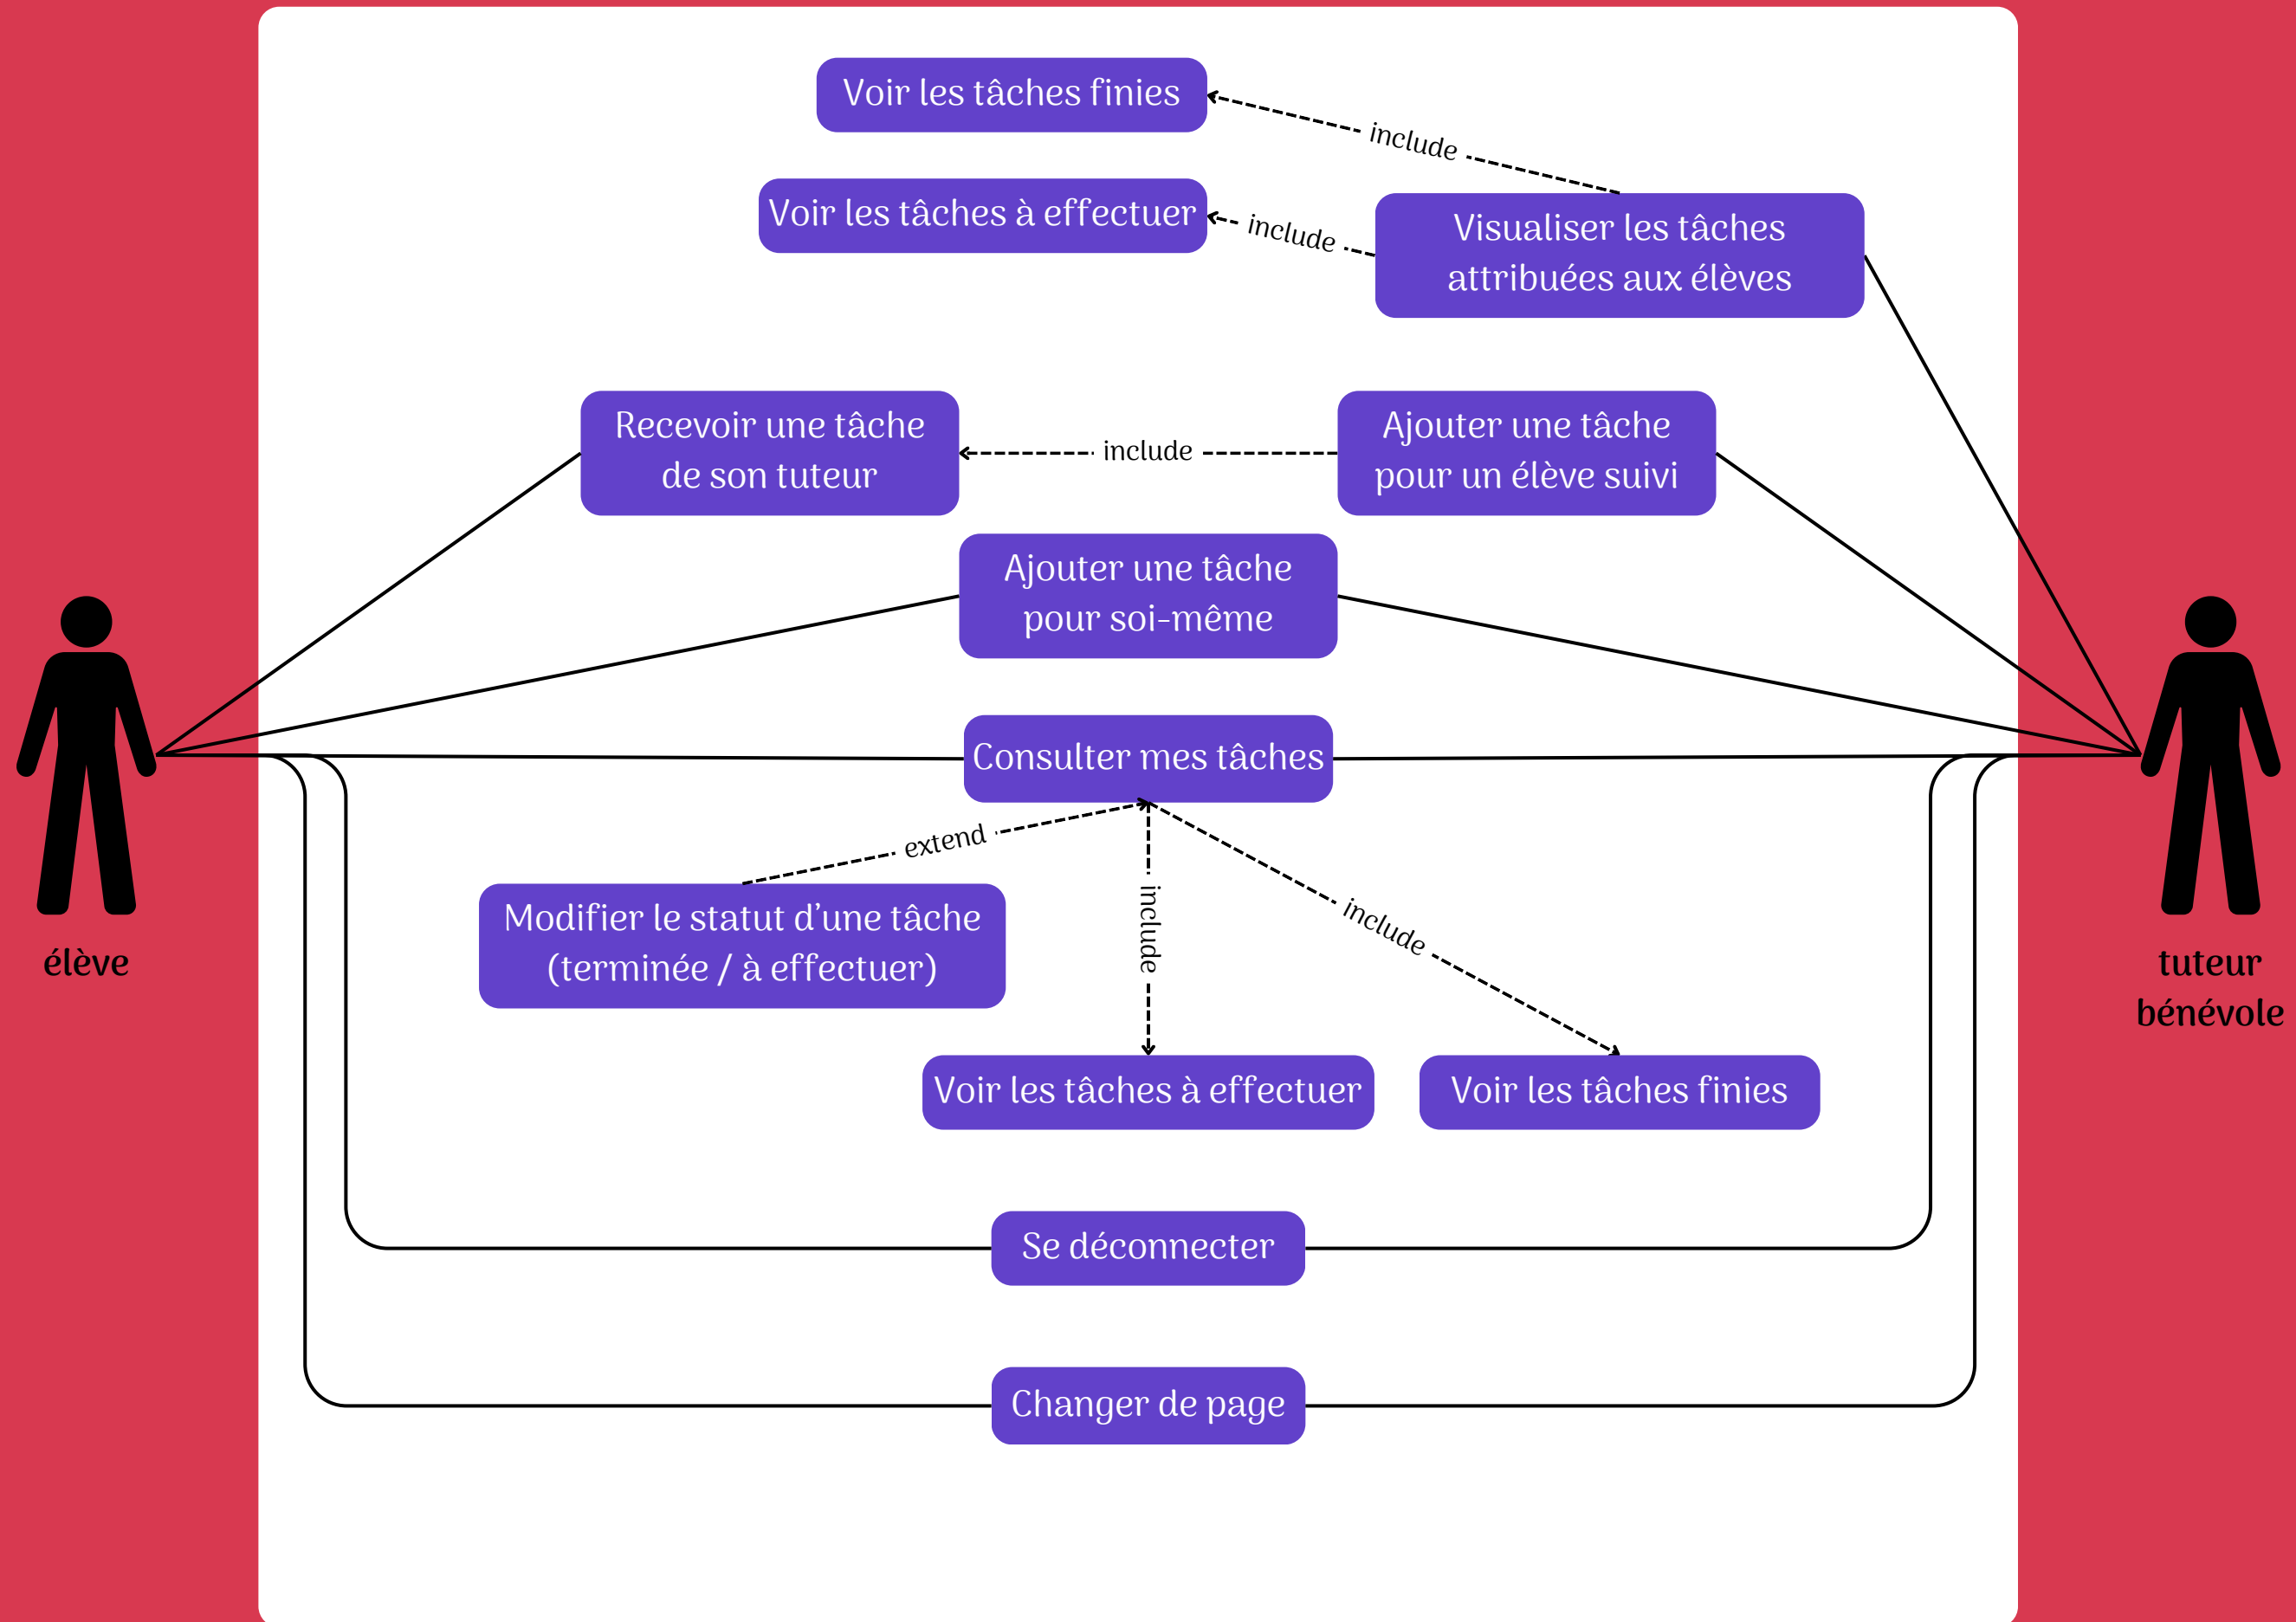 Voir les tâches finies
include
Voir les tâches à effectuer
include
Visualiser les tâches
attribuées aux élèves
Recevoir une tâche
de son tuteur
include
Ajouter une tâche
pour un élève suivi
Ajouter une tâche
pour soi-même
Consulter mes tâches
extend
include
include
Modifier le statut d’une tâche
(terminée / à effectuer)
élève
tuteur
bénévole
Voir les tâches à effectuer
Voir les tâches finies
Se déconnecter
Changer de page